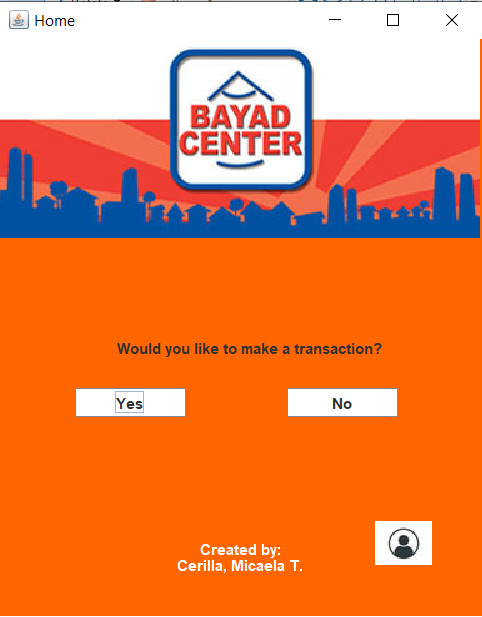 Home
BAYAD
CENTER
Would you like to make a transaction?
Yes
No
Created by:
Cerilla, Micaela T.